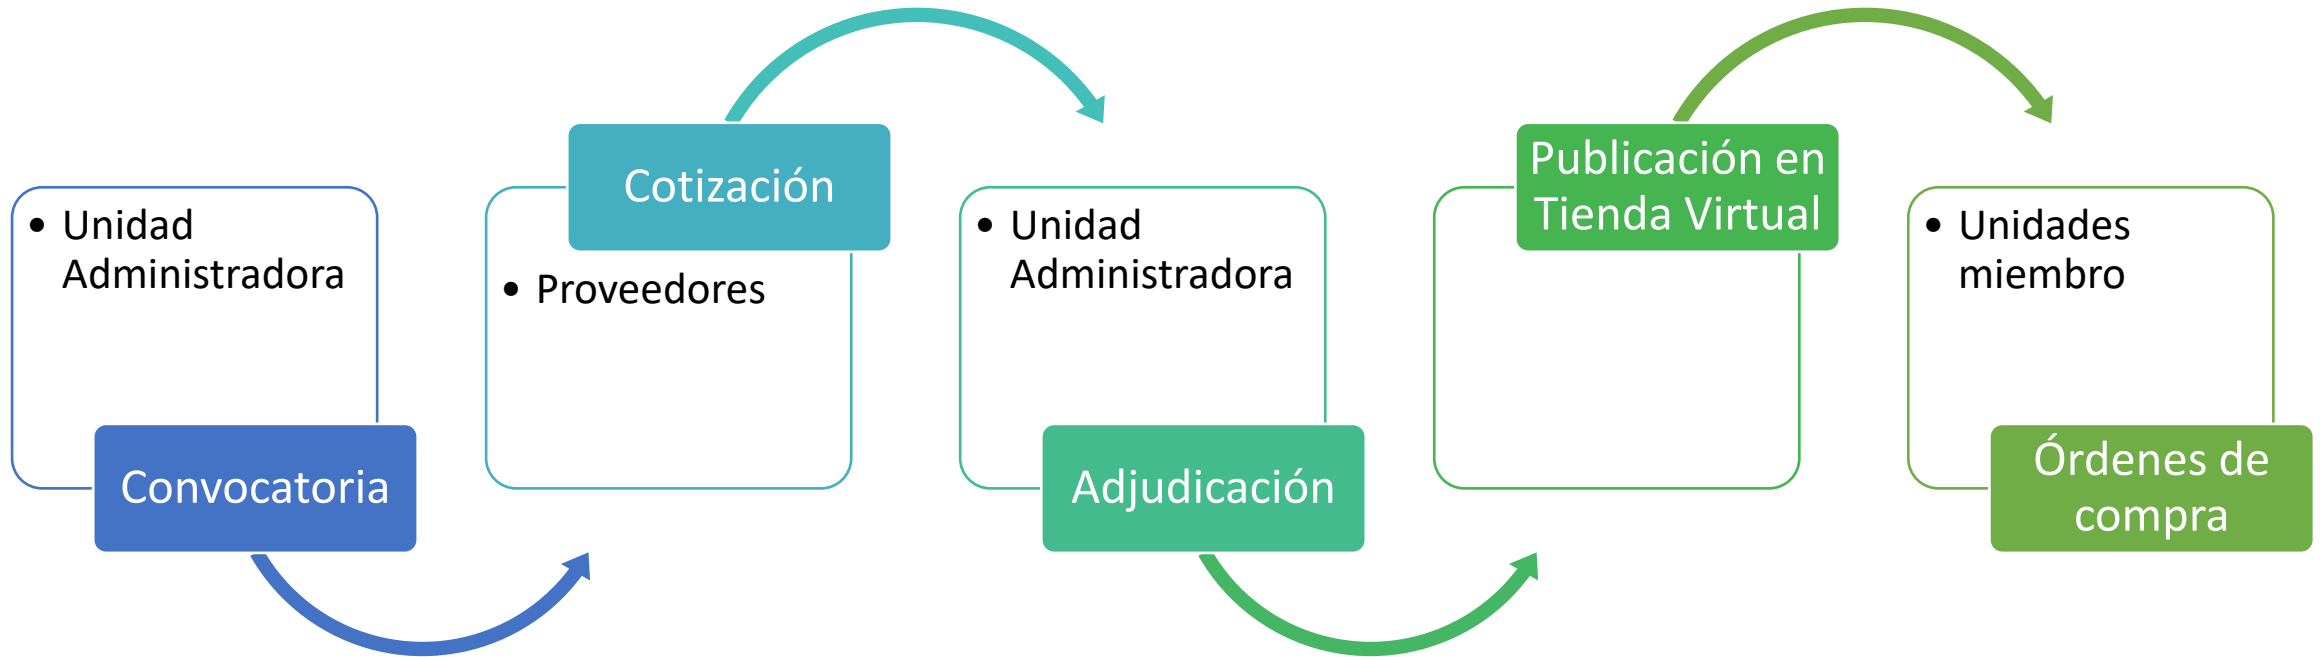 • Unidad
Administradora
Convocatoria
Cotización
• Proveedores
• Unidad
Administradora
Adjudicación
Publicación en
Tienda Virtual
• Unidades
miembro
Órdenes de
compra